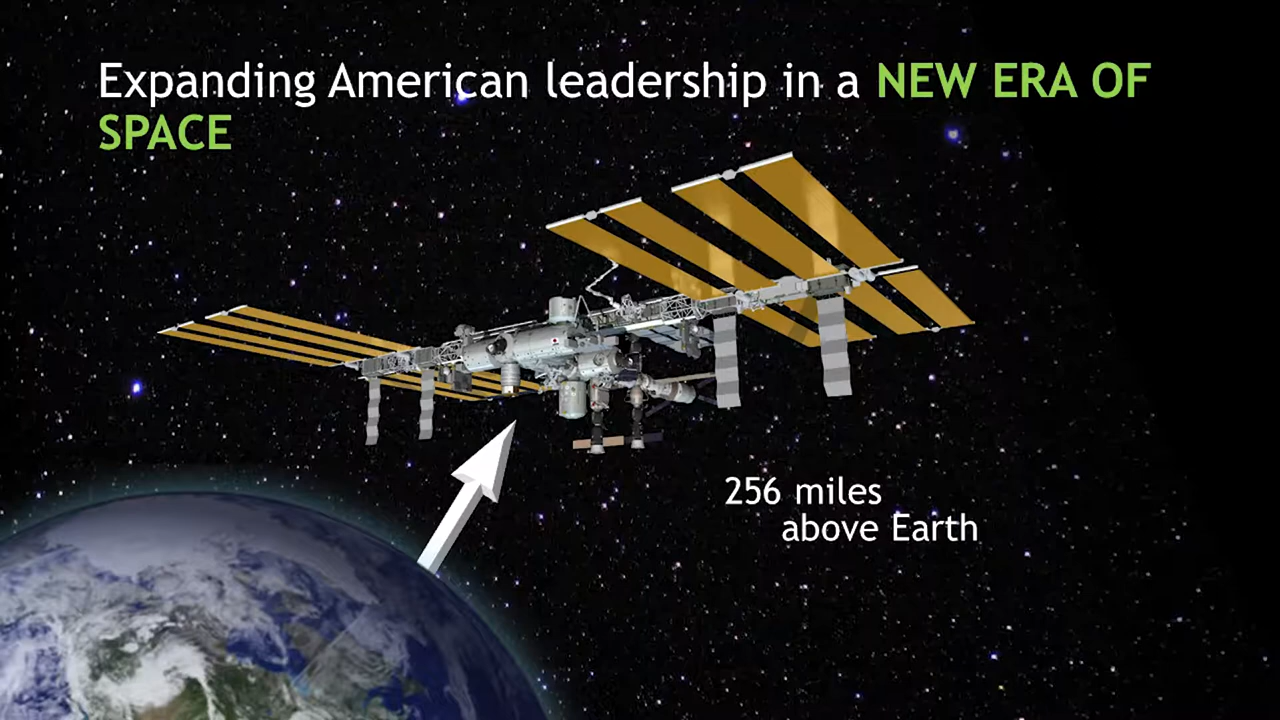 Expanding American leadership in a NEW ERA OF
SPACE
256 miles
above Earth